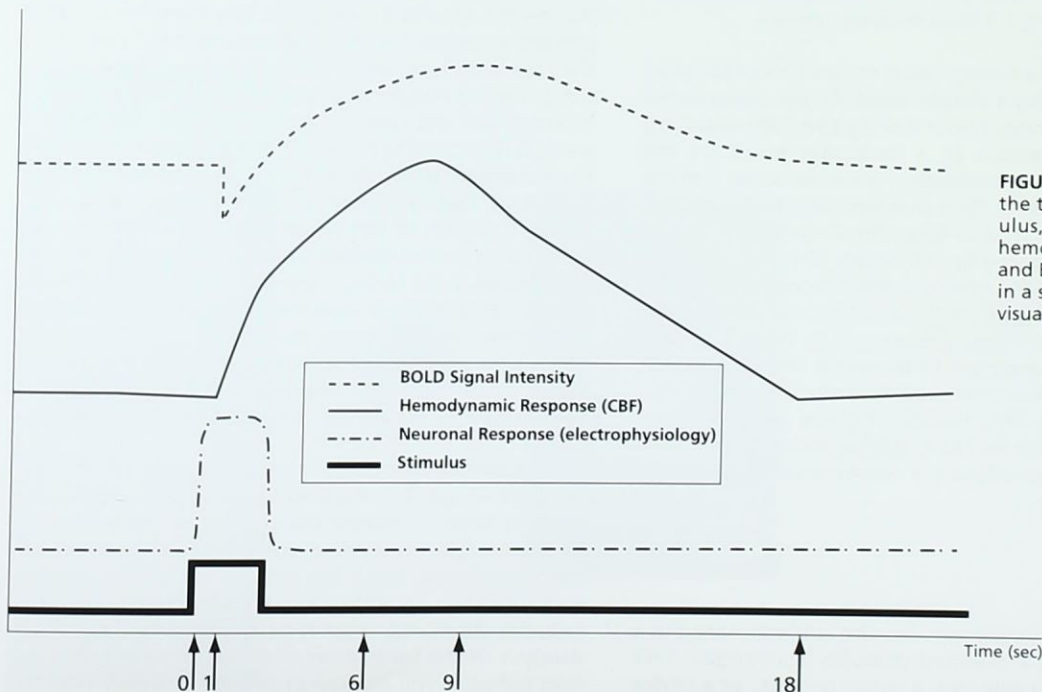 FIGU
the t
ulus,
hemo
and
in a s
visua
BOLD Signal Intensity
Hemodynamic Response (CBF)
Neuronal Response (electrophysiology)
Stimulus
Time (sec)
0 1 6 9 18